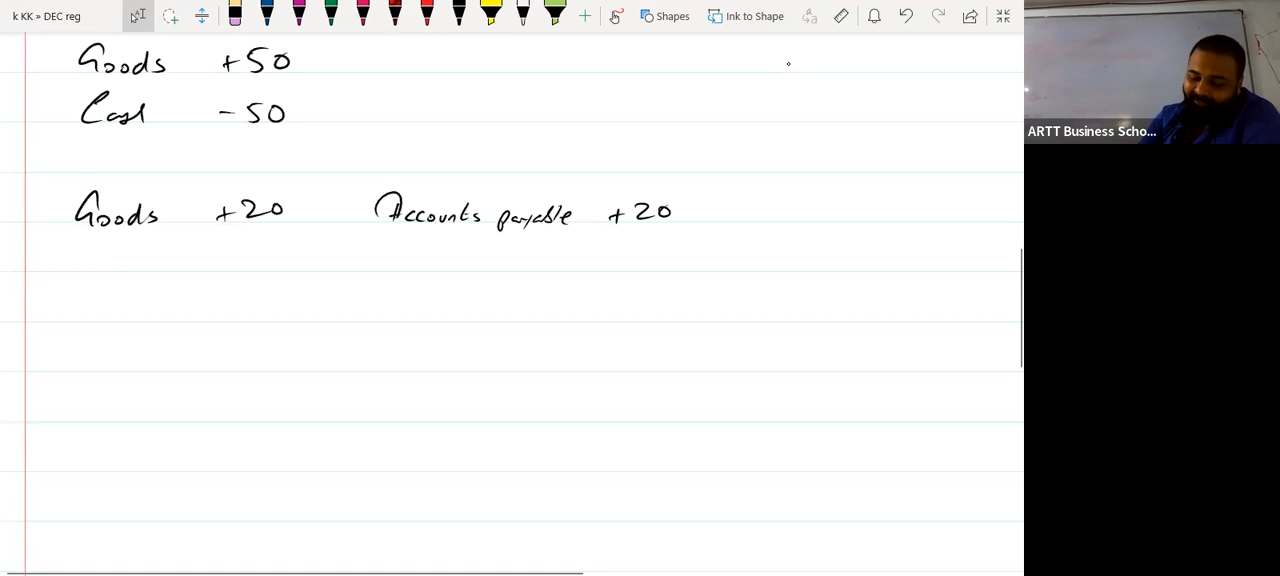 k KK » DEC reg
Shapes
Ink to Shape
Goods +50
Cash - 50
Goods +20 Accounts payable +20
ARTT Business Scho...